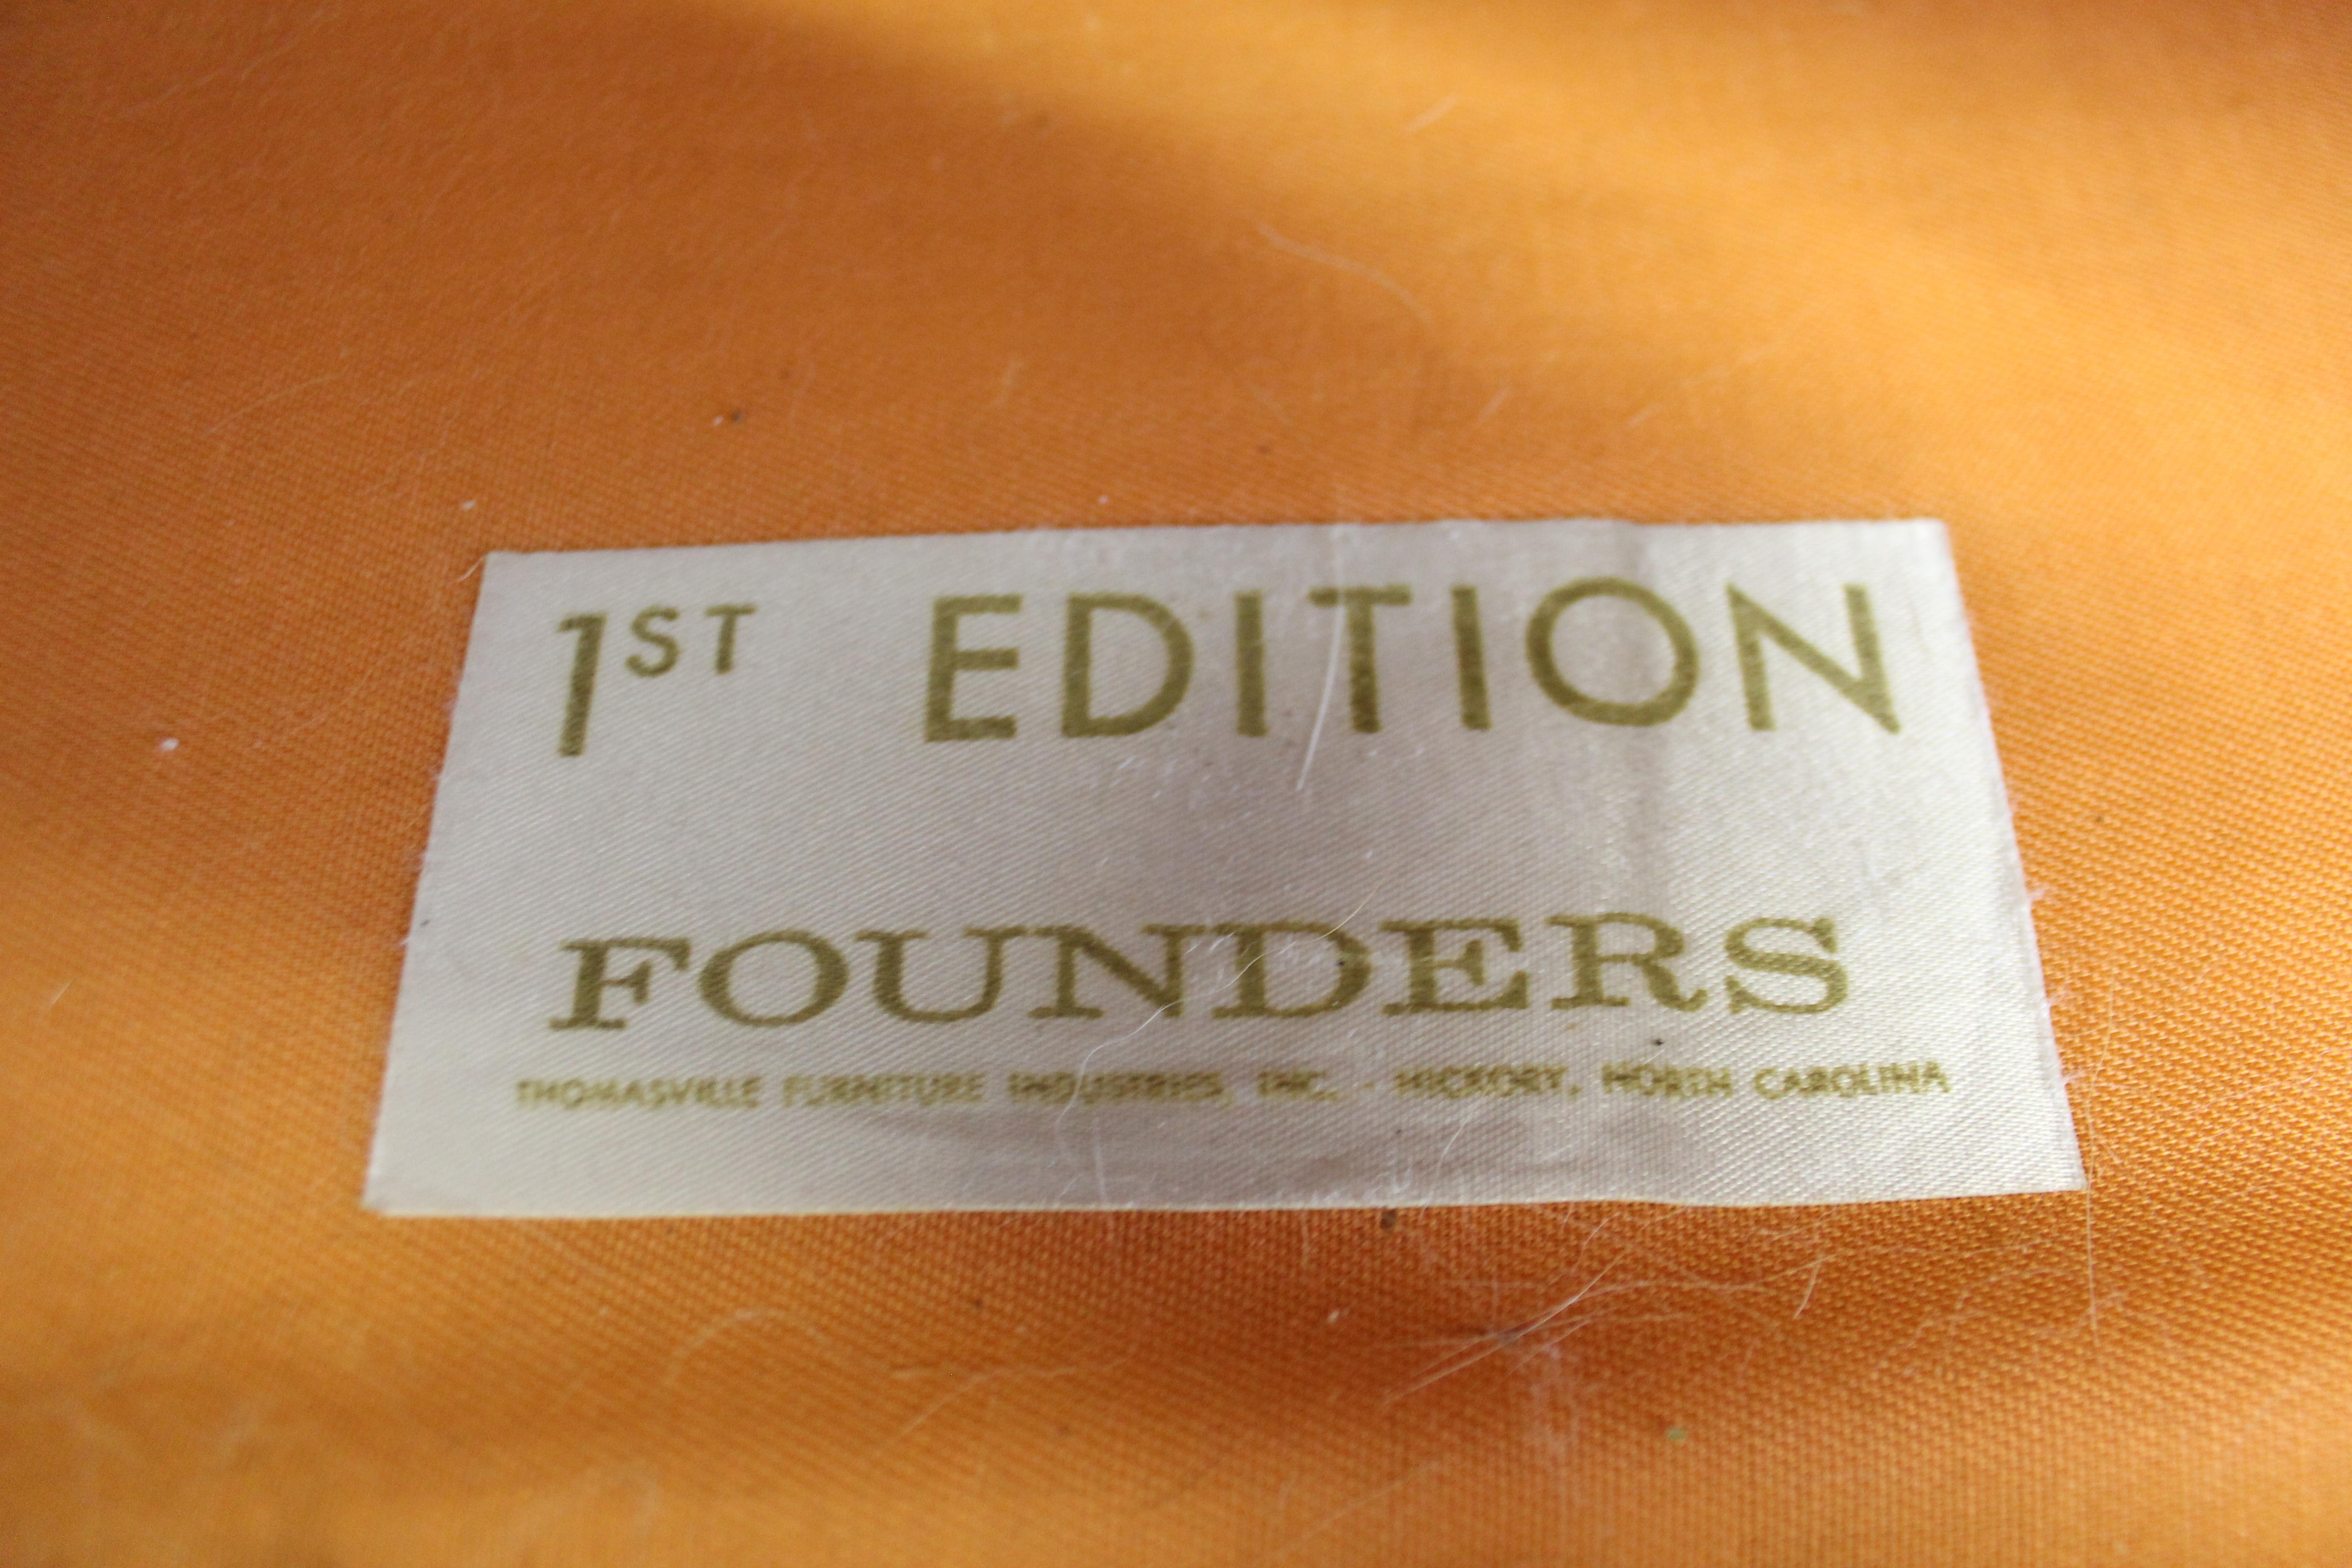 1ST EDITION
FOUNDERS
THOMASVILLE FURNITURE INDUSTRIES, INC. - HICKORY, NORTH CAROLINA